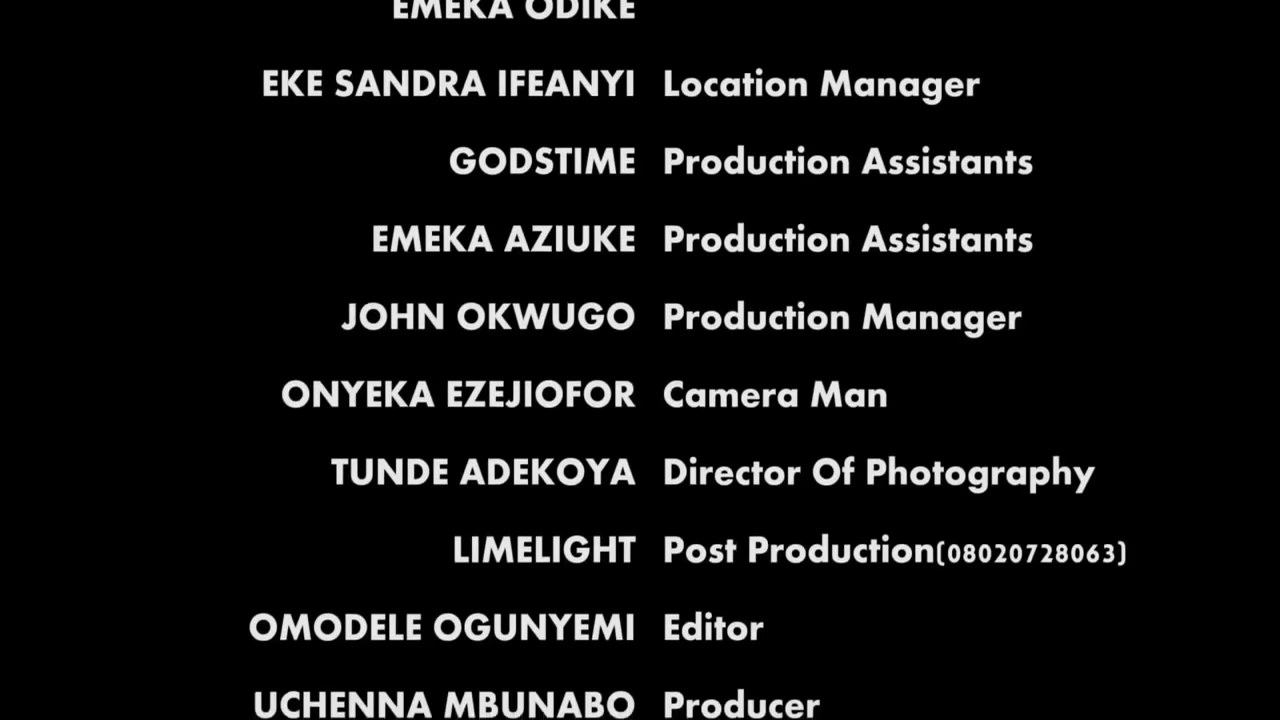 EMEKA ODIKE
EKE SANDRA IFEANYI Location Manager
GODSTIME Production Assistants
EMEKA AZIUKE Production Assistants
JOHN OKWUGO Production Manager
ONYEKA EZEJIOFOR Camera Man
TUNDE ADEKOYA Director Of Photography
LIMELIGHT Post Production(08020728063)
OMODELE OGUNYEMI Editor
UCHENNA MBUNABO Producer